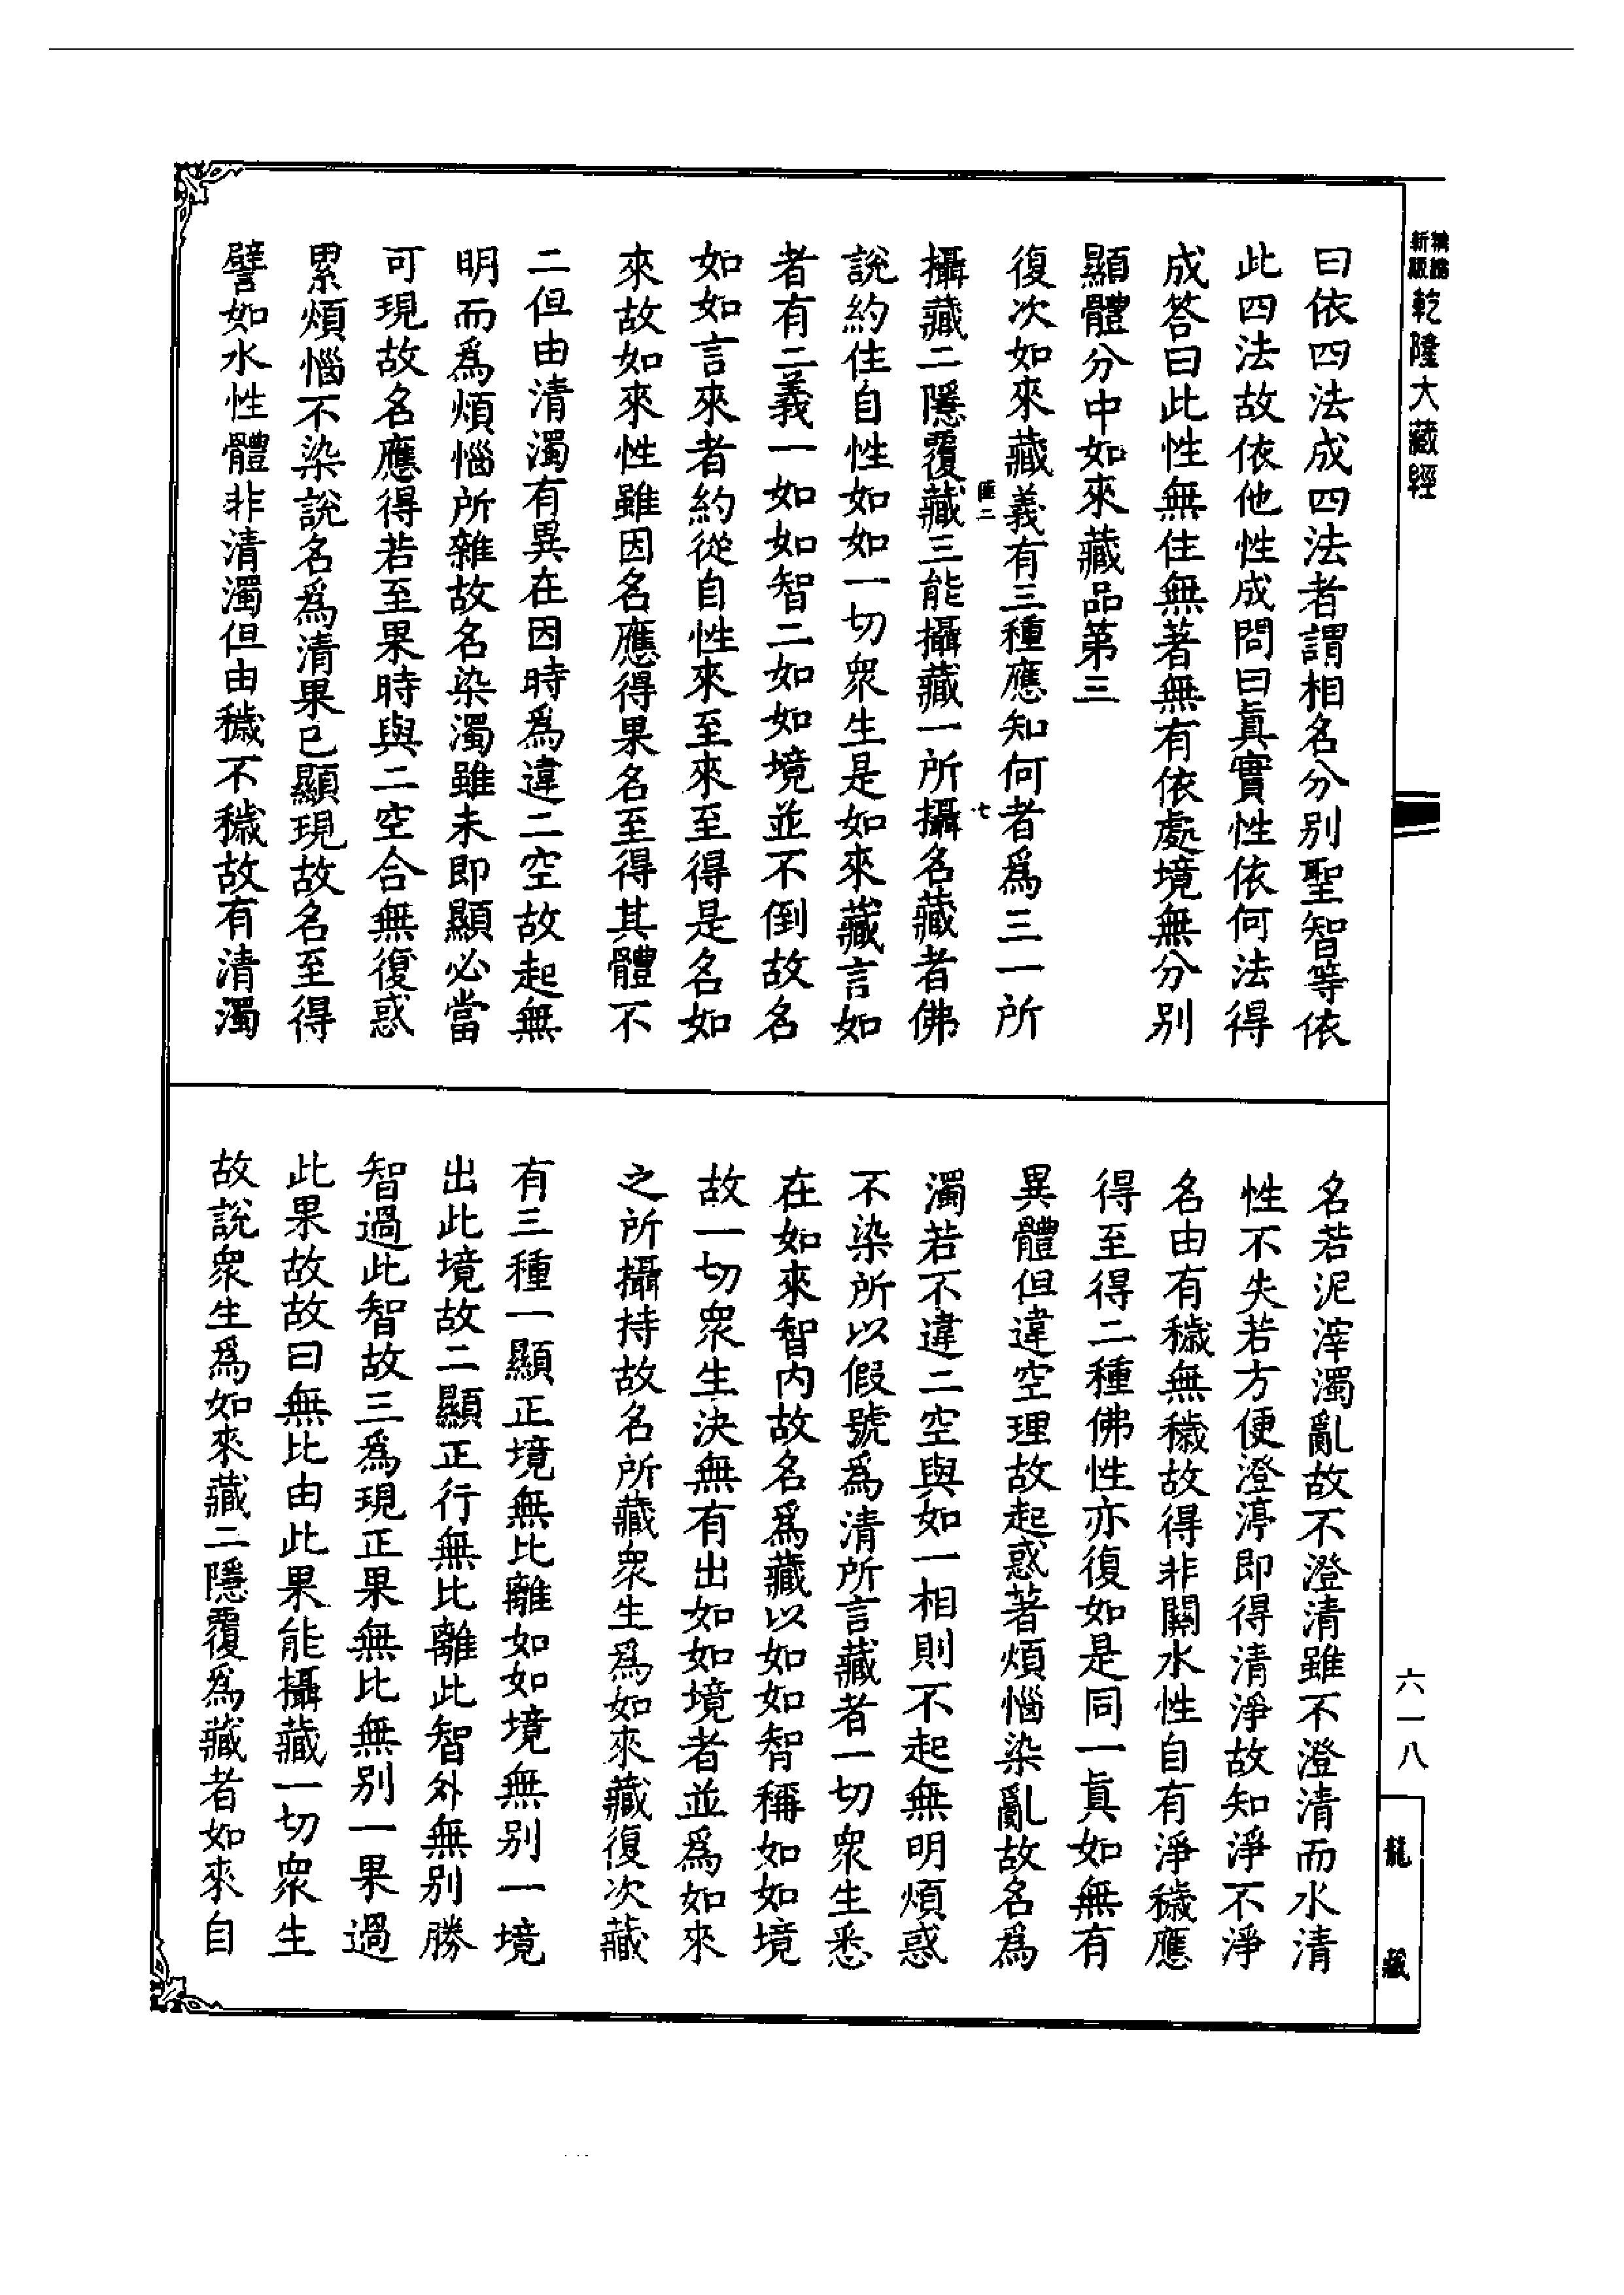 乾隆大藏經
曰依四法成四法者謂相名分別聖智等依
此四法故依他性成問曰眞實性依何法得
成答曰此性無住無著無有依處境無分別
顯體分中如來藏品第三
復次如來藏義有三種應知何者爲三一所
攝藏二隱覆藏三能攝藏一所攝名藏者佛
說約住自性如如一切眾生是如來藏言如
者有二義一如如智二如如境並不倒故名
如如言來者約從自性來至來至得是名如
來故如來性雖因名應得果名至得其體不
二但由清濁有異在因時爲違二空故起無
明而爲煩惱所雜故名染濁雖未即顯必當
可現故名應得若至果時與二空合無復惑
累煩惱不染說名爲清果已顯現故名至得
譬如水性體非清濁但由穢不穢故有清濁
名若泥滓濁亂故不澄清雖不澄清而水清
性不失若方便澄渟即得清淨故知淨不淨
名由有穢無穢故得非關水性自有淨穢應
得至得二種佛性亦復如是同一眞如無有
異體但違空理故起惑著煩惱染亂故名爲
濁若不違二空與如一相則不起無明煩惑
不染所以假號爲清所言藏者一切眾生悉
在如來智内故名爲藏以如如智稱如如境
故一切眾生決無有出如如境者並爲如來
之所攝持故名所藏眾生爲如來藏復次藏
有三種一顯正境無比離如如境無別一境
出此境故二顯正行無比離此智外無別勝
智過此智故三爲現正果無比無別一果過
此果故故曰無比由此果能攝藏一切眾生
故說眾生爲如來藏二隱覆爲藏者如來自
六一八
龍藏